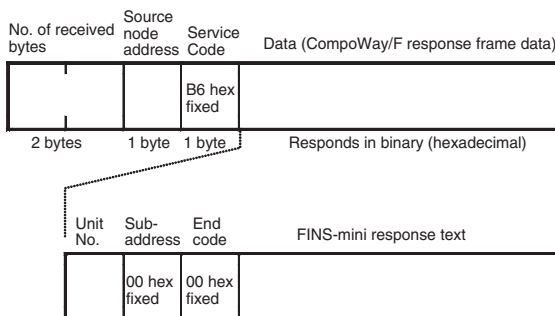 No. of received
bytes
Source
node
address
Service
Code
Data (CompoWay/F response frame data)
B6 hex
fixed
2 bytes
1 byte
1 byte
Responds in binary (hexadecimal)
Unit
No.
Sub-
address
End
code
FINS-mini response text
00 hex
fixed
00 hex
fixed